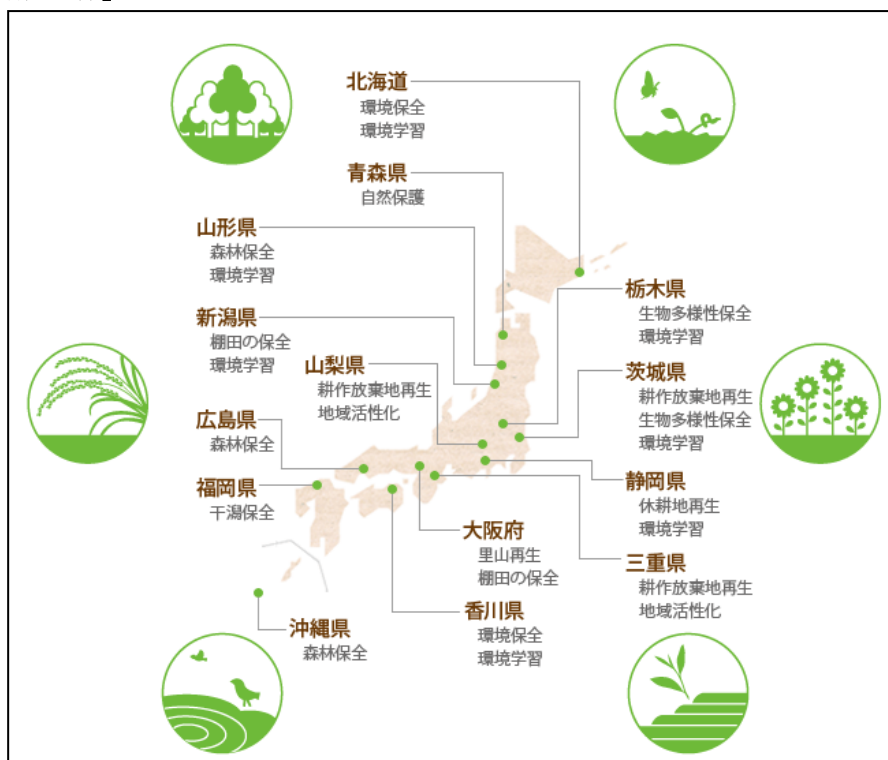 北海道
環境保全
環境学習
青森県
自然保護
山形県
森林保全
環境学習
新潟県
棚田の保全
環境学習
山梨県
耕作放棄地再生
地域活性化
広島県
森林保全
福岡県
干潟保全
栃木県
生物多様性保全
環境学習
茨城県
耕作放棄地再生
生物多様性保全
環境学習
静岡県
休耕地再生
環境学習
大阪府
里山再生
棚田の保全
三重県
耕作放棄地再生
地域活性化
香川県
環境保全
環境学習
沖縄県
森林保全